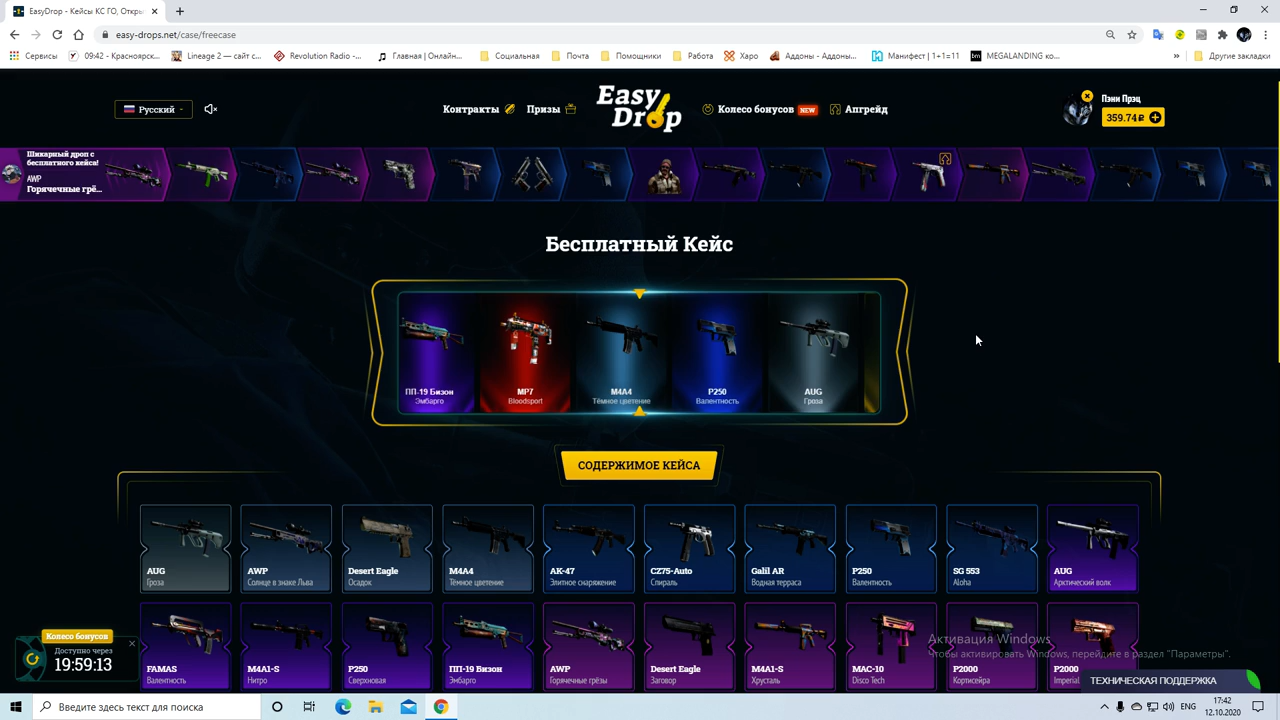 EasyDrop - Кейсы КС ГО, Откры
easy-drops.net/case/freecase
Сервисы
09:42 - Красноярск...
Lineage 2 — сайт с...
Revolution Radio -...
Главная | Онлайн...
Социальная
Почта
Помощники
Работа
Харо
Аддоны - Аддоны...
Манифест | 1+1=11
MEGALANDING ко...
»
Другие закладки
Русский
Контракты
Призы
Easy
Drop
Колесо бонусов NEW
Апгрейд
Пэни Прэц
359.74
Шикарный дроп с
бесплатного кейса!
AWP
Горячечные грё...
Бесплатный Кейс
ПП-19 Бизон
Эмбарго
MP7
Bloodsport
M4A4
Тёмное цветение
P250
Валентность
AUG
Гроза
СОДЕРЖИМОЕ КЕЙСА
AUG
Гроза
AWP
Солнце в знаке Льва
Desert Eagle
Осадок
M4A4
Тёмное цветение
AK-47
Элитное снаряжение
CZ75-Auto
Спираль
Galil AR
Водная терраса
P250
Валентность
SG 553
Aloha
AUG
Арктический волк
FAMAS
Валентность
M4A1-S
Нитро
P250
Сверхновая
ПП-19 Бизон
Эмбарго
AWP
Горячечные грёзы
Desert Eagle
Заговор
M4A1-S
Хрусталь
MAC-10
Disco Tech
P2000
Кортисейра
P2000
Imperial
Колесо бонусов
Доступно через
19:59:13
Активация Windows
Чтобы активировать Windows, перейдите в раздел "Параметры".
ТЕХНИЧЕСКАЯ ПОДДЕРЖКА
Введите здесь текст для поиска
ENG
17:42
12.10.2020